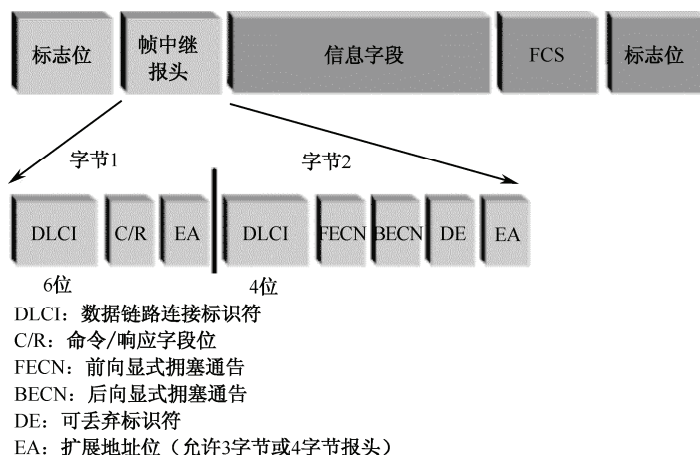 标志位 帧中继报头 信息字段 FCS 标志位
字节1 字节2
DLCI C/R EA DLCI FECN BECN DE EA
6位 4位
DLCI：数据链路连接标识符
C/R：命令/响应字段位
FECN：前向显式拥塞通告
BECN：后向显式拥塞通告
DE：可丢弃标识符
EA：扩展地址位（允许3字节或4字节报头）